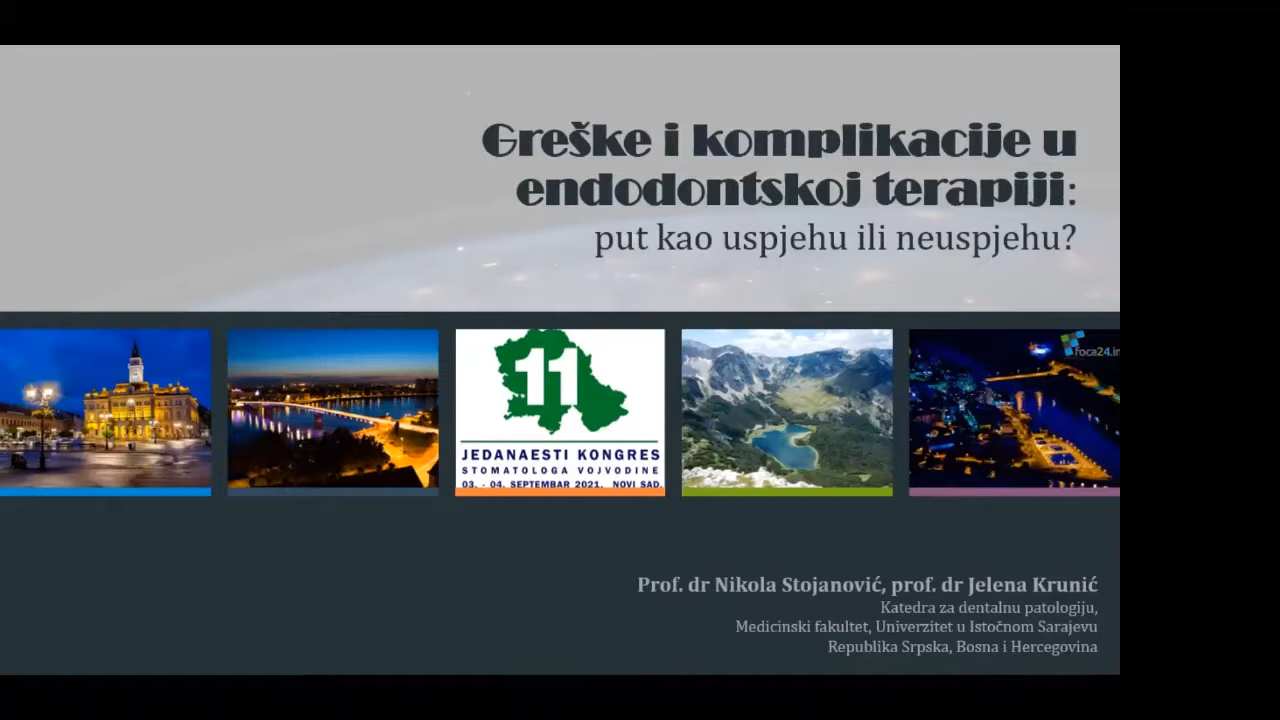 Greške i komplikacije u
endodontskoj terapiji:
put kao uspjehu ili neuspjehu?
11
JEDANAESTI KONGRES
STOMATOLOGA VOJVODINE
03. - 04. SEPTEMBAR 2021. NOVI SAD.
foca24.in
Prof. dr Nikola Stojanović, prof. dr Jelena Krunić
Katedra za dentalnu patologiju,
Medicinski fakultet, Univerzitet u Istočnom Sarajevu
Republika Srpska, Bosna i Hercegovina